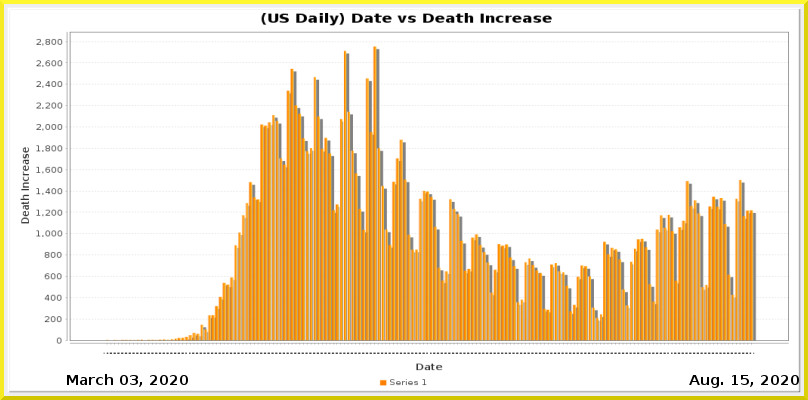 (US Daily) Date vs Death Increase
2,800
2,600
2,400
2,200
2,000
1,800
1,600
1,400
1,200
1,000
800
600
400
200
0
Death Increase
Date
March 03, 2020
Series 1
Aug. 15, 2020